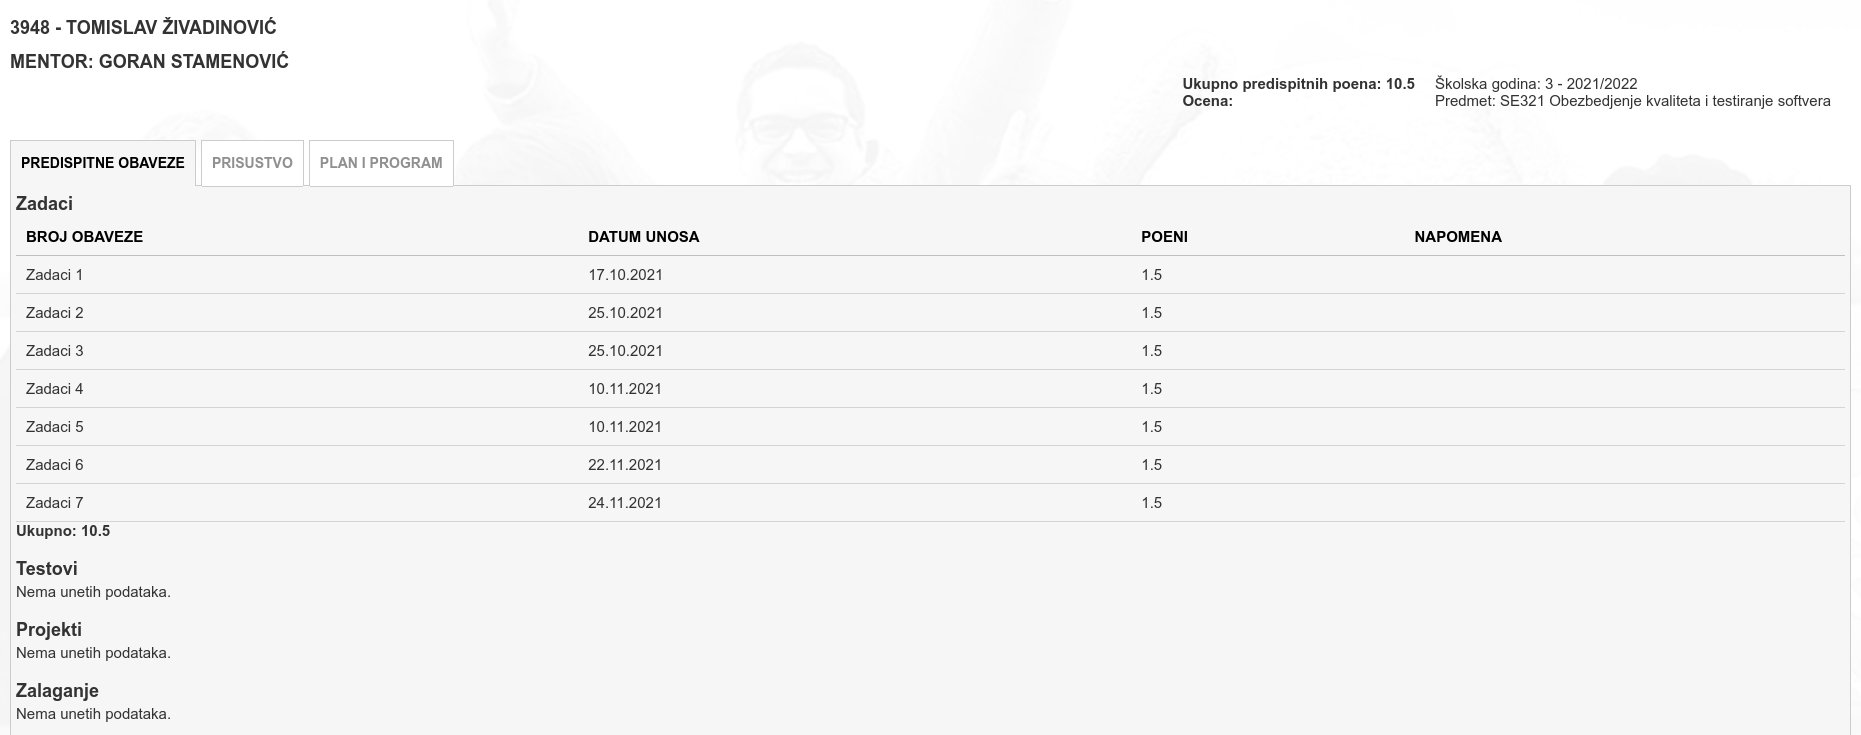 3948 - TOMISLAV ŽIVADINOVIĆ
MENTOR: GORAN STAMENOVIĆ
Ukupno predispitnih poena: 10.5 Školska godina: 3 - 2021/2022
Ocena: Predmet: SE321 Obezbedjenje kvaliteta i testiranje softvera
PREDISPITNE OBAVEZE PRISUSTVO PLAN I PROGRAM
Zadaci
BROJ OBAVEZE DATUM UNOSA POENI NAPOMENA
Zadaci 1 17.10.2021 1.5
Zadaci 2 25.10.2021 1.5
Zadaci 3 25.10.2021 1.5
Zadaci 4 10.11.2021 1.5
Zadaci 5 10.11.2021 1.5
Zadaci 6 22.11.2021 1.5
Zadaci 7 24.11.2021 1.5
Ukupno: 10.5
Testovi
Nema unetih podataka.
Projekti
Nema unetih podataka.
Zalaganje
Nema unetih podataka.